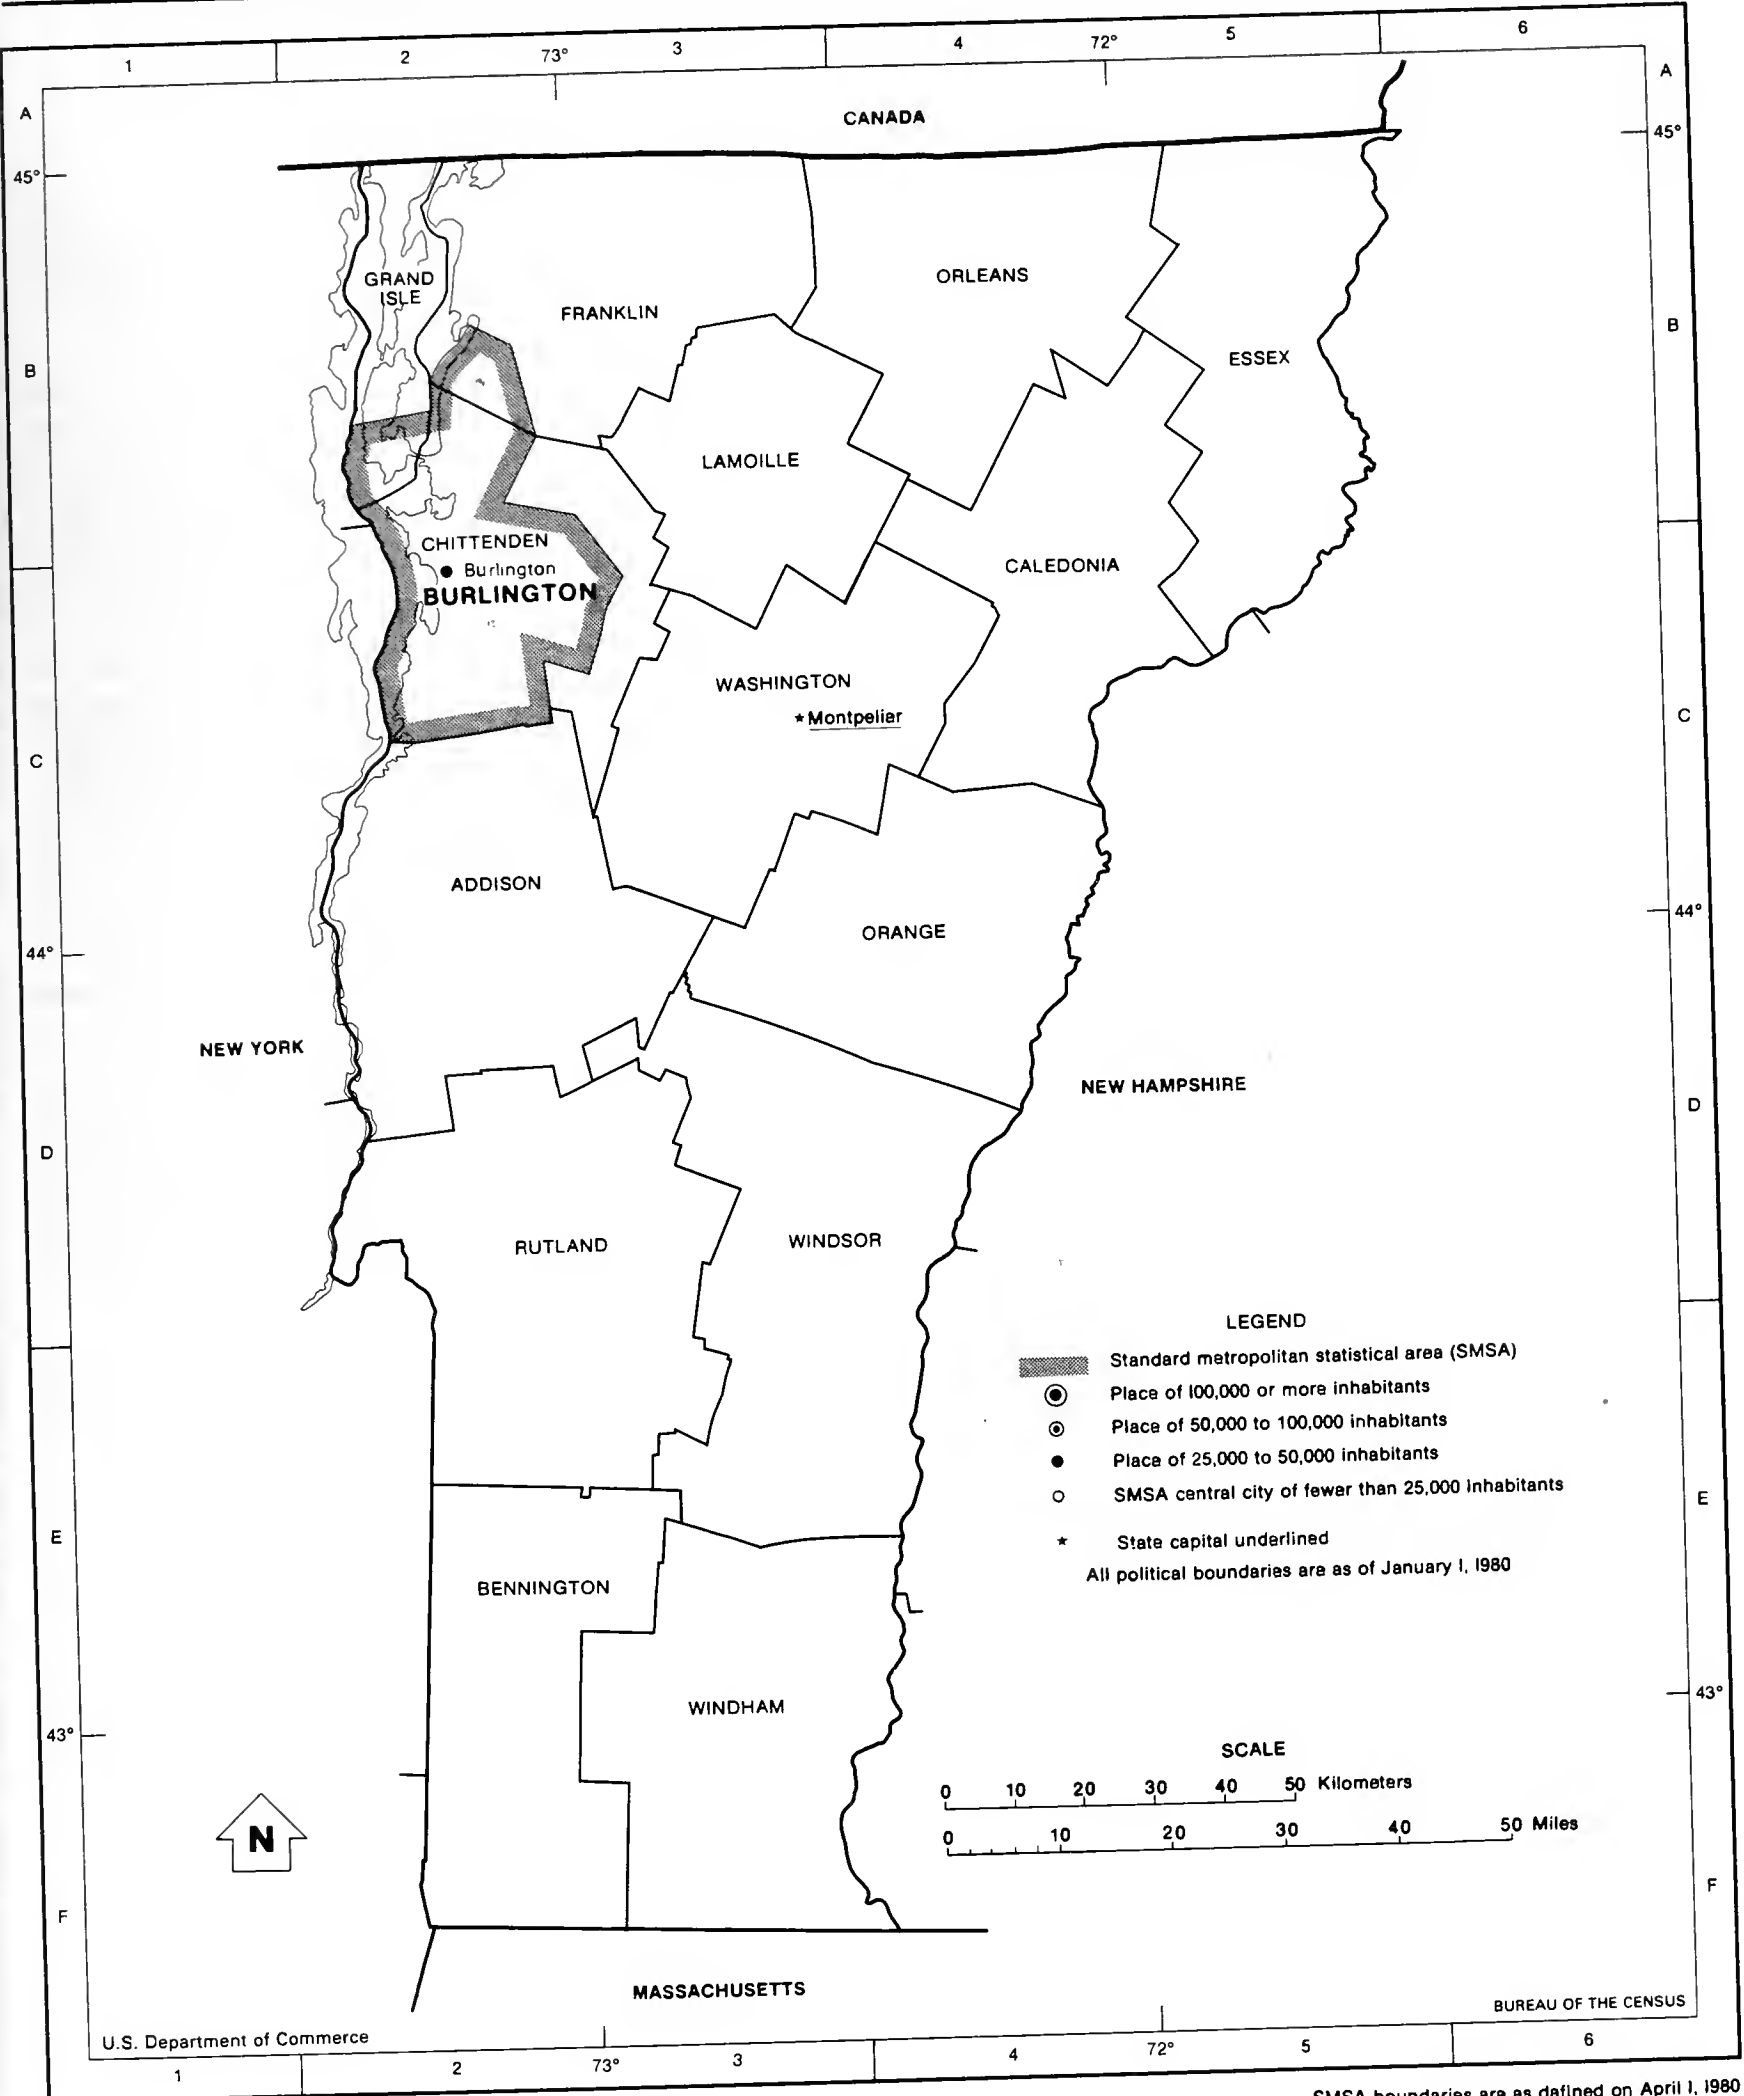 1 2 73° 3 4 72° 5 6
A A
CANADA
45° 45°
GRAND
ISLE
ORLEANS
FRANKLIN
B B
ESSEX
LAMOILLE
CHITTENDEN
Burlington
BURLINGTON
CALEDONIA
WASHINGTON
★ Montpelier
C C
ADDISON
ORANGE
44° 44°
NEW YORK
NEW HAMPSHIRE
D D
RUTLAND
WINDSOR
LEGEND
Standard metropolitan statistical area (SMSA)
Place of 100,000 or more inhabitants
Place of 50,000 to 100,000 inhabitants
Place of 25,000 to 50,000 inhabitants
SMSA central city of fewer than 25,000 inhabitants
★ State capital underlined
All political boundaries are as of January 1, 1980
E E
BENNINGTON
WINDHAM
43° 43°
SCALE
0 10 20 30 40 50 Kilometers
0 10 20 30 40 50 Miles
N
F F
MASSACHUSETTS
U.S. Department of Commerce
BUREAU OF THE CENSUS
1 2 73° 3 4 72° 5 6
SMSA boundaries are as defined on April 1, 1980